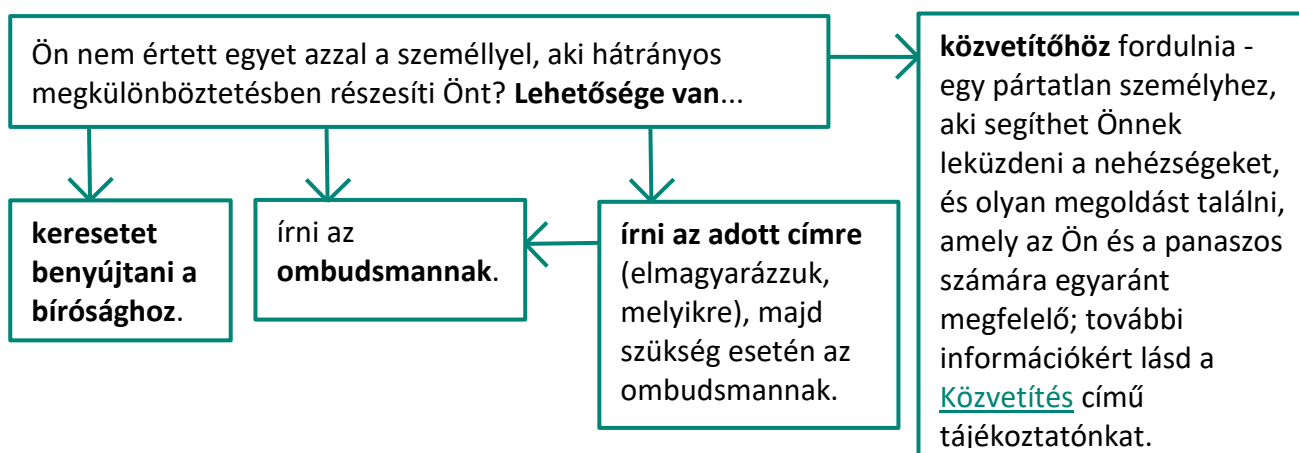 Ön nem értett egyet azzal a személlyel, aki hátrányos
megkülönböztetésben részesíti Önt? Lehetősége van...
keresetet
benyújtani a
bírósághoz.
írni az
ombudsmannak.
írni az adott címre
(elmagyarázzuk,
melyikre), majd
szükség esetén az
ombudsmannak.
közvetítőhöz fordulnia -
egy pártatlan személyhez,
aki segíthet Önnek
leküzdeni a nehézségeket,
és olyan megoldást találni,
amely az Ön és a panaszos
számára egyaránt
megfelelő; további
információkért lásd a
Közvetítés című
tájékoztatónkat.